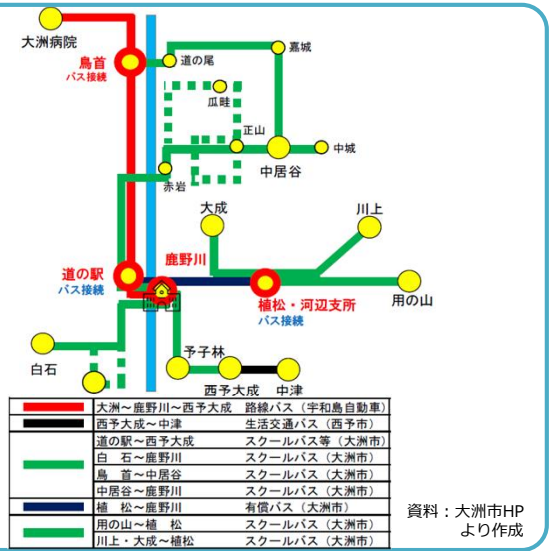 大洲病院
鳥首
バス接続
道の尾
嘉城
瓜畦
正山
中居谷
中城
赤岩
大成
川上
道の駅
バス接続
鹿野川
植松・河辺支所
バス接続
用の山
白石
予子林
西予大成
中津
大洲～鹿野川～西予大成 路線バス（宇和島自動車）
西予大成～中津 生活交通バス（西予市）
道の駅～西予大成 スクールバス等（大洲市）
白 石～鹿野川 スクールバス（大洲市）
鳥 首～中居谷 スクールバス（大洲市）
中居谷～鹿野川 スクールバス（大洲市）
植 松～鹿野川 有償バス（大洲市）
用の山～植 松 スクールバス（大洲市）
川上・大成～植松 スクールバス（大洲市）
資料：大洲市HP
より作成